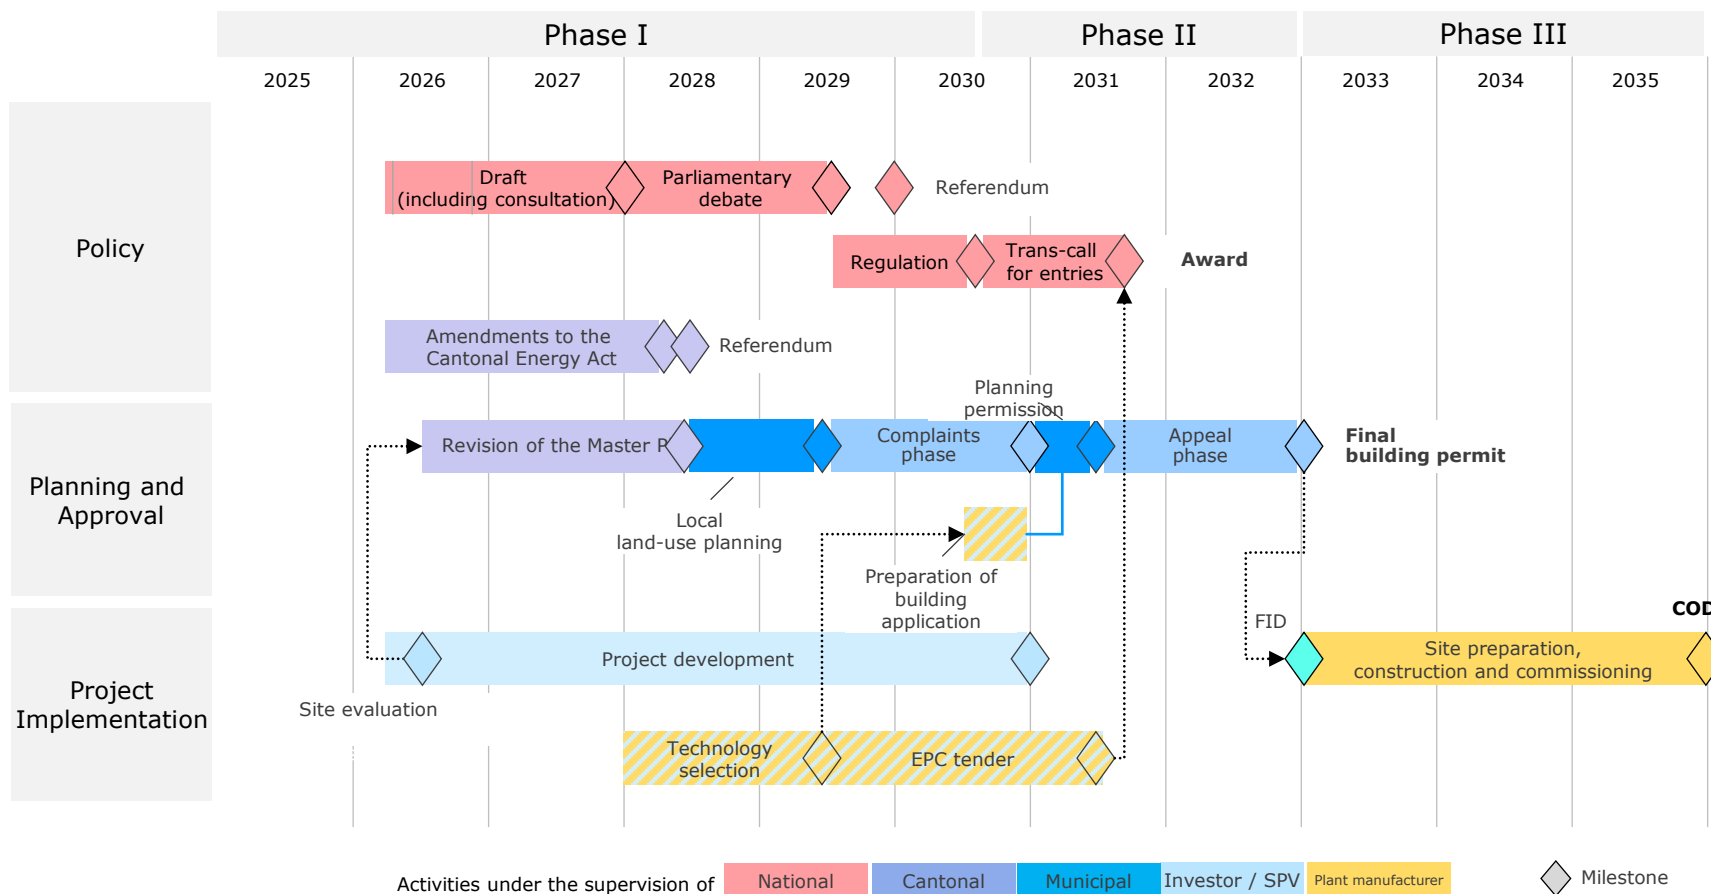 Phase I
Phase II
Phase III
2025
2026
2027
2028
2029
2030
2031
2032
2033
2034
2035
Policy
Draft
(including consultation)
Parliamentary
debate
Referendum
Regulation
Trans-call
for entries
Award
Amendments to the
Cantonal Energy Act
Referendum
Planning and
Approval
Planning
permission
Revision of the Master P
Complaints
phase
Appeal
phase
Final
building permit
Local
land-use planning
Preparation of
building
application
Project
Implementation
FID
COD
Project development
Site preparation,
construction and commissioning
Site evaluation
Technology
selection
EPC tender
Activities under the supervision of
National
Cantonal
Municipal
Investor / SPV
Plant manufacturer
Milestone